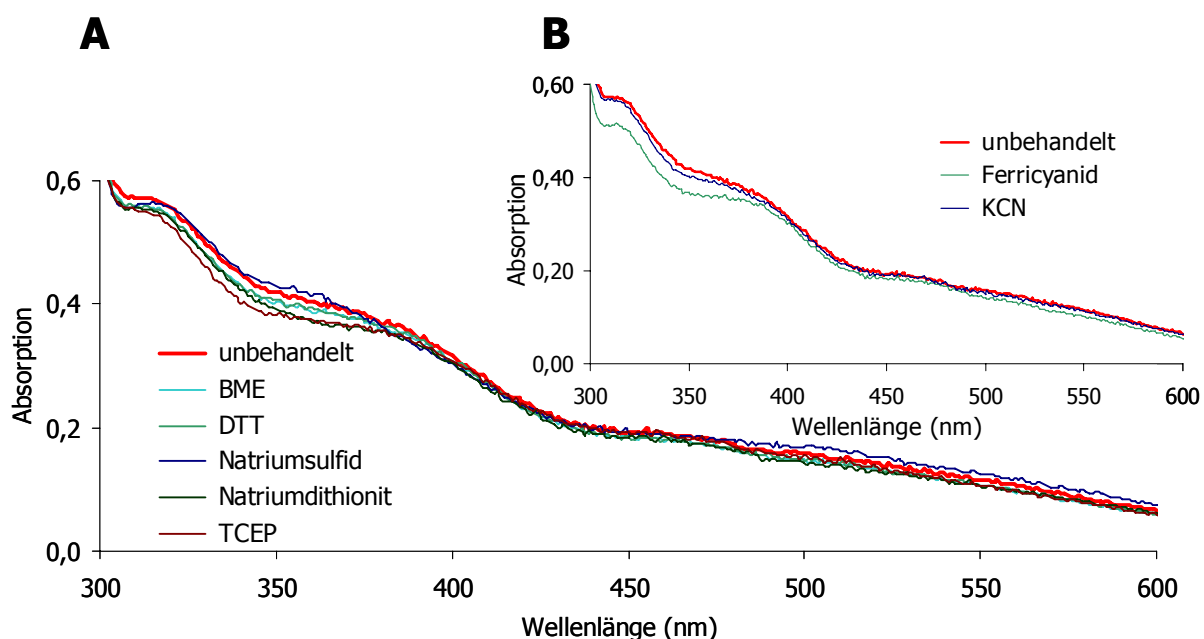 A
0,6
0,4
0,2
0,0
Absorption
unbehandelt
BME
DTT
Natriumsulfid
Natriumdithionit
TCEP
300 350 400 450 500 550 600
Wellenlänge (nm)
B
0,60
0,40
0,20
0,00
Absorption
unbehandelt
Ferricyanid
KCN
300 350 400 450 500 550 600
Wellenlänge (nm)